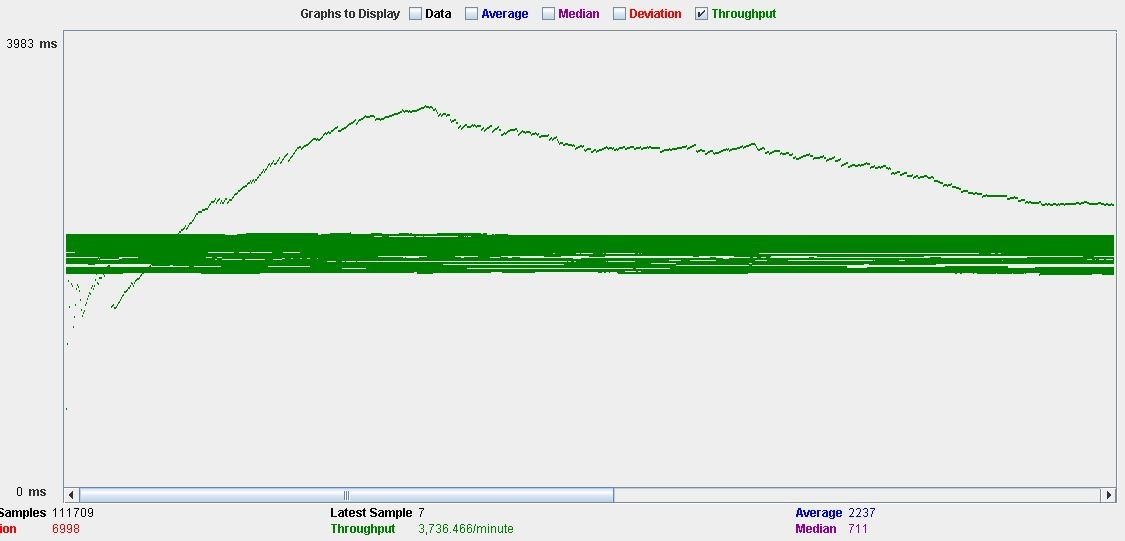 Graphs to Display Data Average Median Deviation Throughput
3983 ms
0 ms
Samples 111709 Latest Sample 7 Average 2237
ion 6998 Throughput 3,736.466/minute Median 711